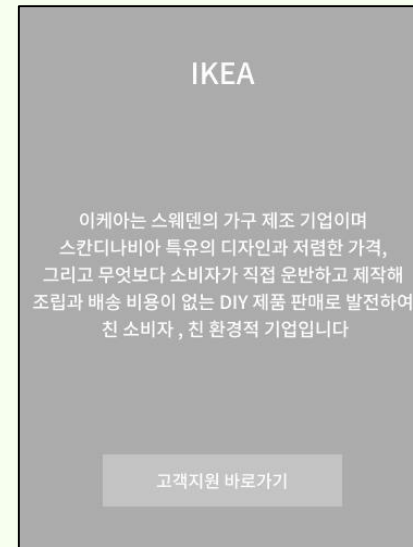 IKEA
이케아는 스웨덴의 가구 제조 기업이며
스칸디나비아 특유의 디자인과 저렴한 가격,
그리고 무엇보다 소비자가 직접 운반하고 제작해
조립과 배송 비용이 없는 DIY 제품 판매로 발전하여
친 소비자 , 친 환경적 기업입니다
고객지원 바로가기